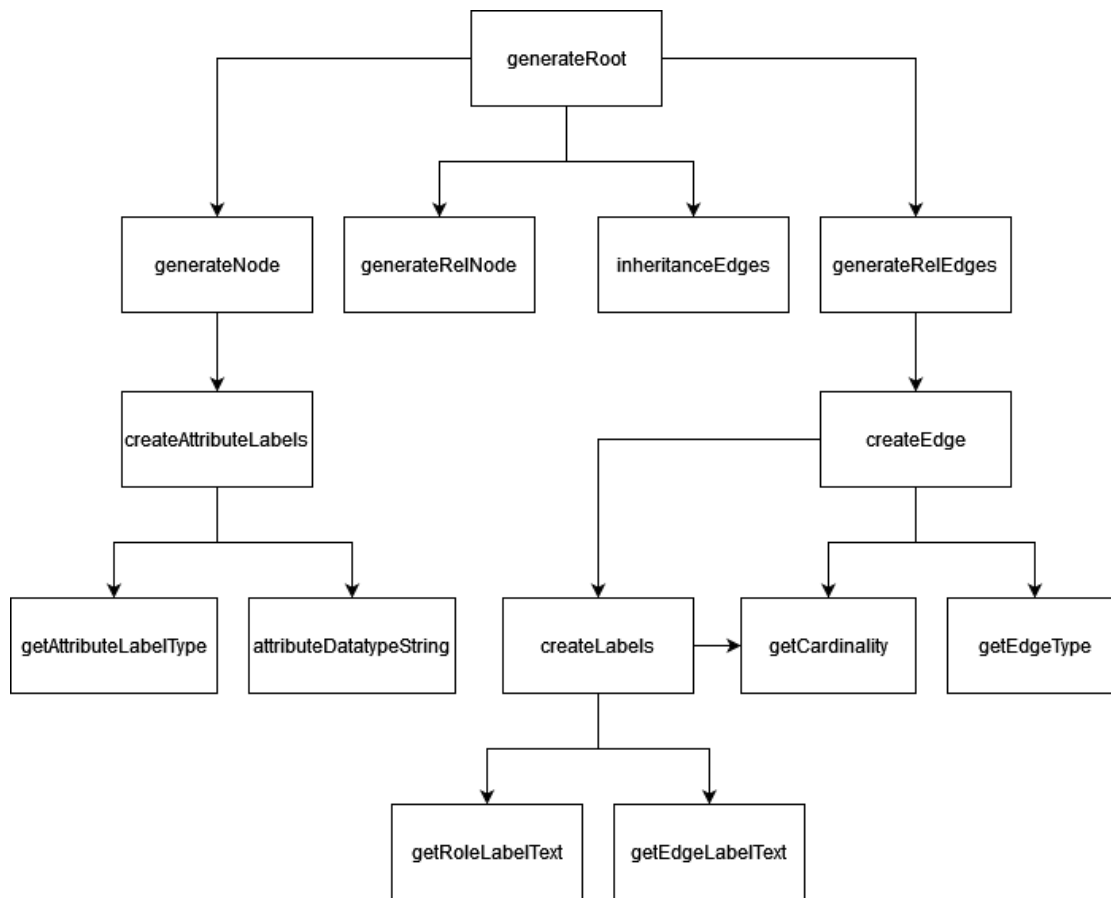 generateRoot
generateNode
generateRelNode
inheritanceEdges
generateRelEdges
createAttributeLabels
createEdge
getAttributeLabelType
attributeDatatypeString
createLabels
getCardinality
getEdgeType
getRoleLabelText
getEdgeLabelText